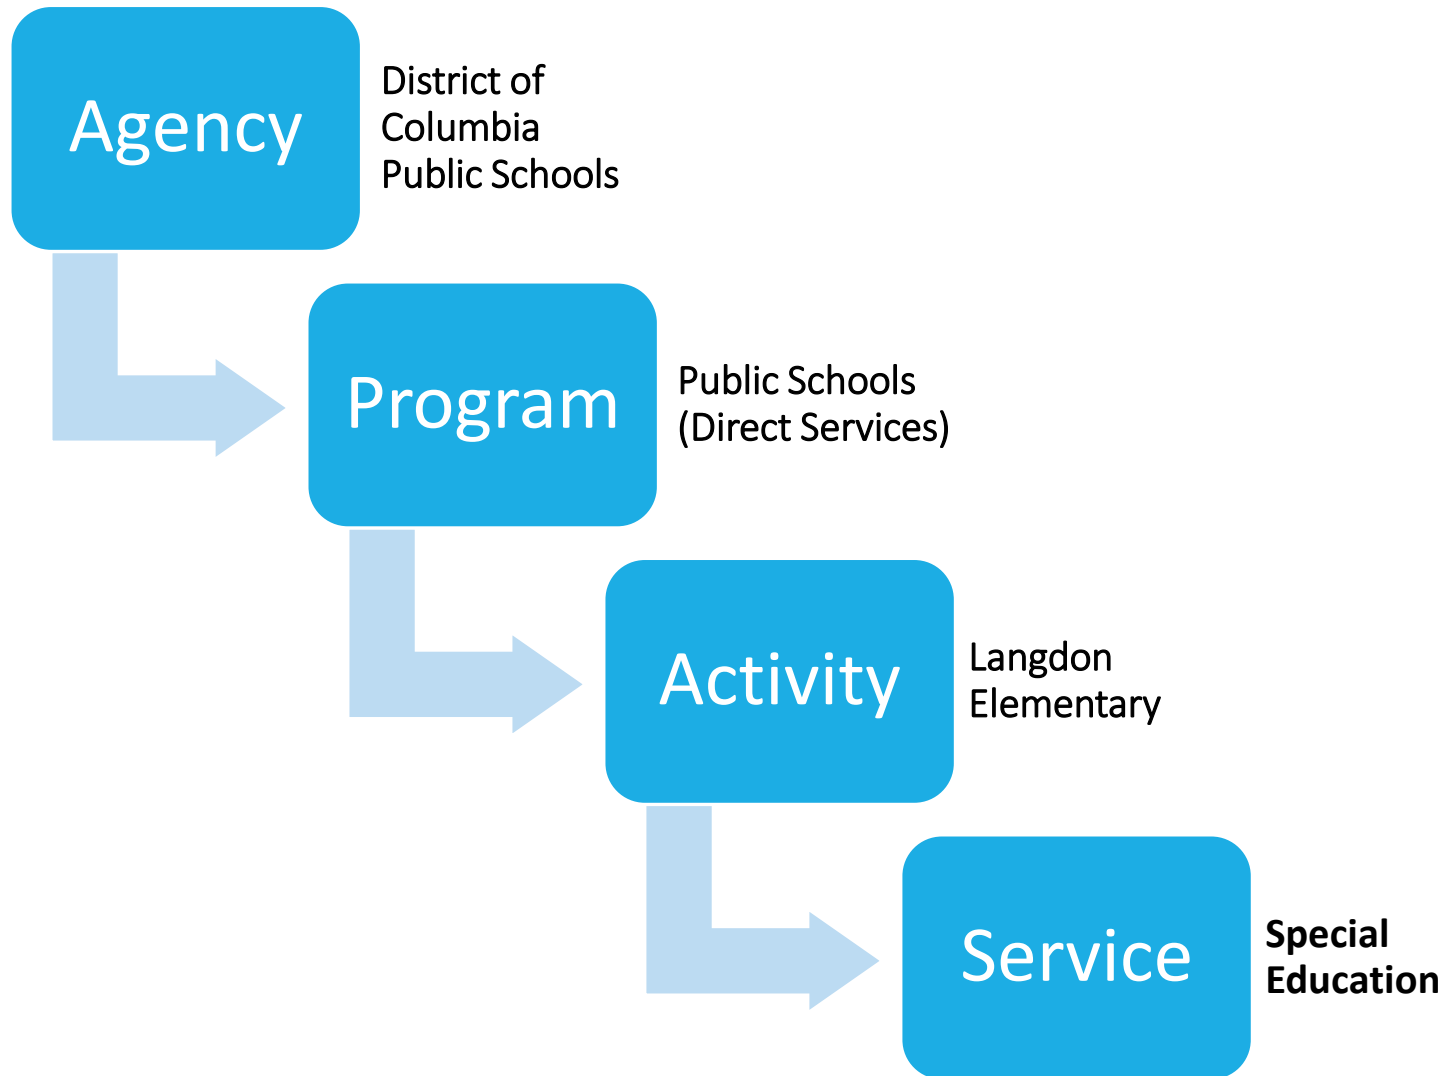 Agency
District of
Columbia
Public Schools
Program
Public Schools
(Direct Services)
Activity
Langdon
Elementary
Service
Special
Education